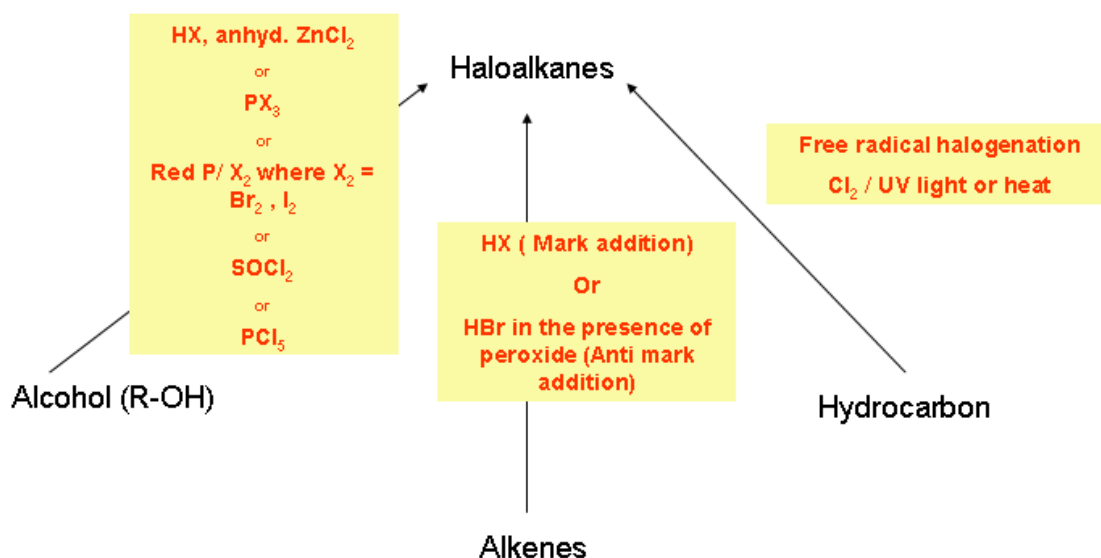 HX, anhyd. ZnCl₂
or
PX₃
or
Red P/ X₂ where X₂ =
Br₂ , I₂
or
SOCl₂
or
PCl₅
Haloalkanes
Free radical halogenation
Cl₂ / UV light or heat
HX ( Mark addition)
Or
HBr in the presence of
peroxide (Anti mark
addition)
Alcohol (R-OH)
Hydrocarbon
Alkenes